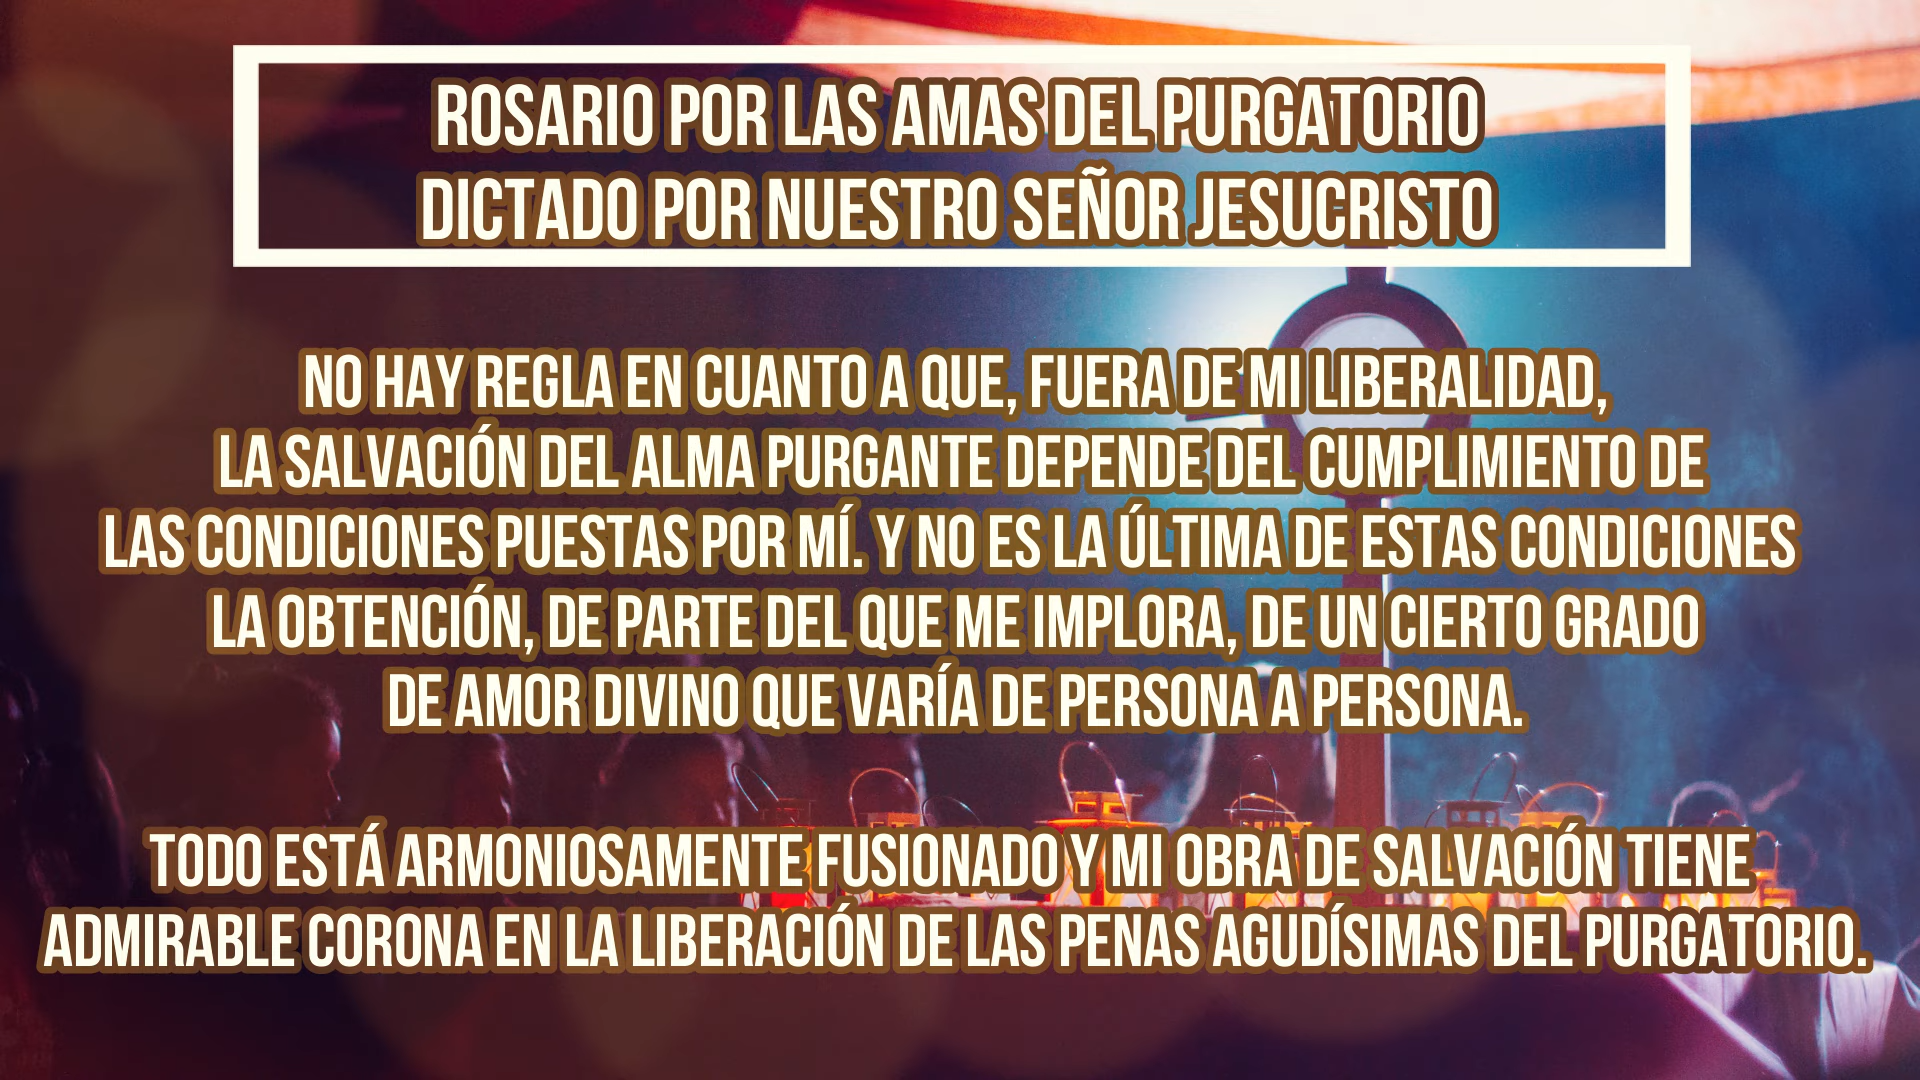 ROSARIO POR LAS AMAS DEL PURGATORIO
DICTADO POR NUESTRO SEÑOR JESUCRISTO
NO HAY REGLA EN CUANTO A QUE, FUERA DE MI LIBERALIDAD,
LA SALVACIÓN DEL ALMA PURGANTE DEPENDE DEL CUMPLIMIENTO DE
LAS CONDICIONES PUESTAS POR MÍ. Y NO ES LA ÚLTIMA DE ESTAS CONDICIONES
LA OBTENCIÓN, DE PARTE DEL QUE ME IMPLORA, DE UN CIERTO GRADO
DE AMOR DIVINO QUE VARÍA DE PERSONA A PERSONA.
TODO ESTÁ ARMONIOSAMENTE FUSIONADO Y MI OBRA DE SALVACIÓN TIENE
ADMIRABLE CORONA EN LA LIBERACIÓN DE LAS PENAS AGUDÍSIMAS DEL PURGATORIO.